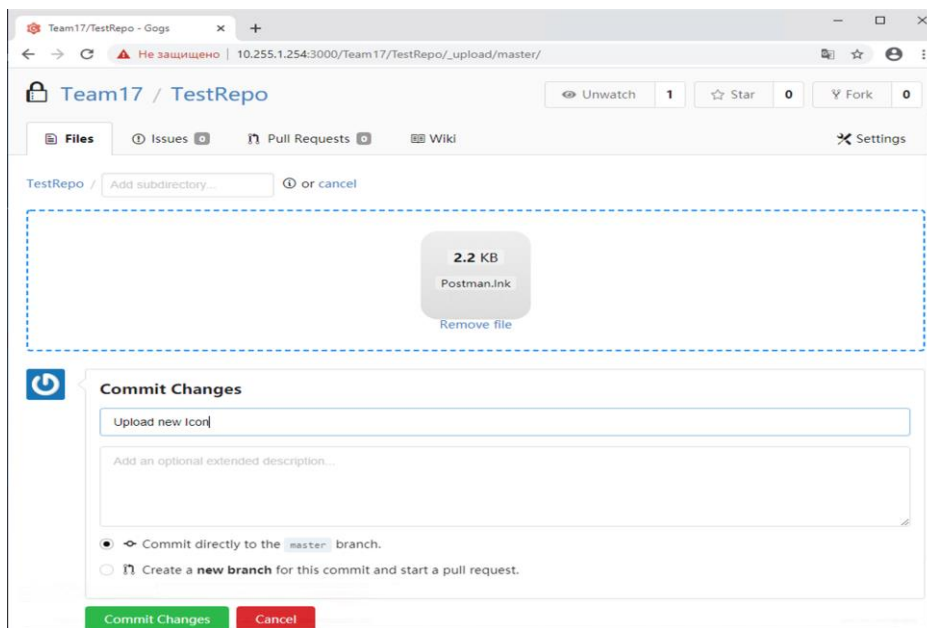 Team17/TestRepo - Gogs
Не защищено | 10.255.1.254:3000/Team17/TestRepo/_upload/master/
Team17 / TestRepo
Unwatch 1 Star 0 Fork 0
Files Issues 0 Pull Requests 0 Wiki Settings
TestRepo / Add subdirectory... or cancel
2.2 KB
Postman.lnk
Remove file
Commit Changes
Upload new Icon
Add an optional extended description...
Commit directly to the master branch.
Create a new branch for this commit and start a pull request.
Commit Changes Cancel